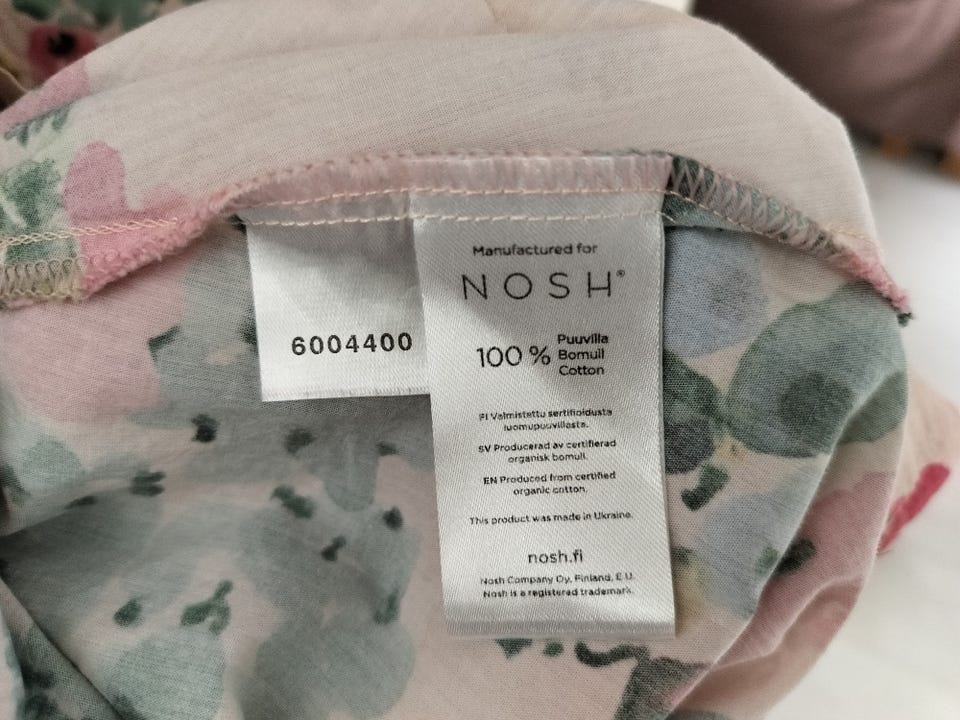 6004400
Manufactured for
NOSH®
100 % Puuvilla
Bomull
Cotton
FI Valmistettu sertifioidusta
luomupuuvillasta.
SV Producerad av certifierad
organisk bomull.
EN Produced from certified
organic cotton.
This product was made in Ukraine.
nosh.fi
Nosh Company Oy, Finland, E.U.
Nosh is a registered trademark.